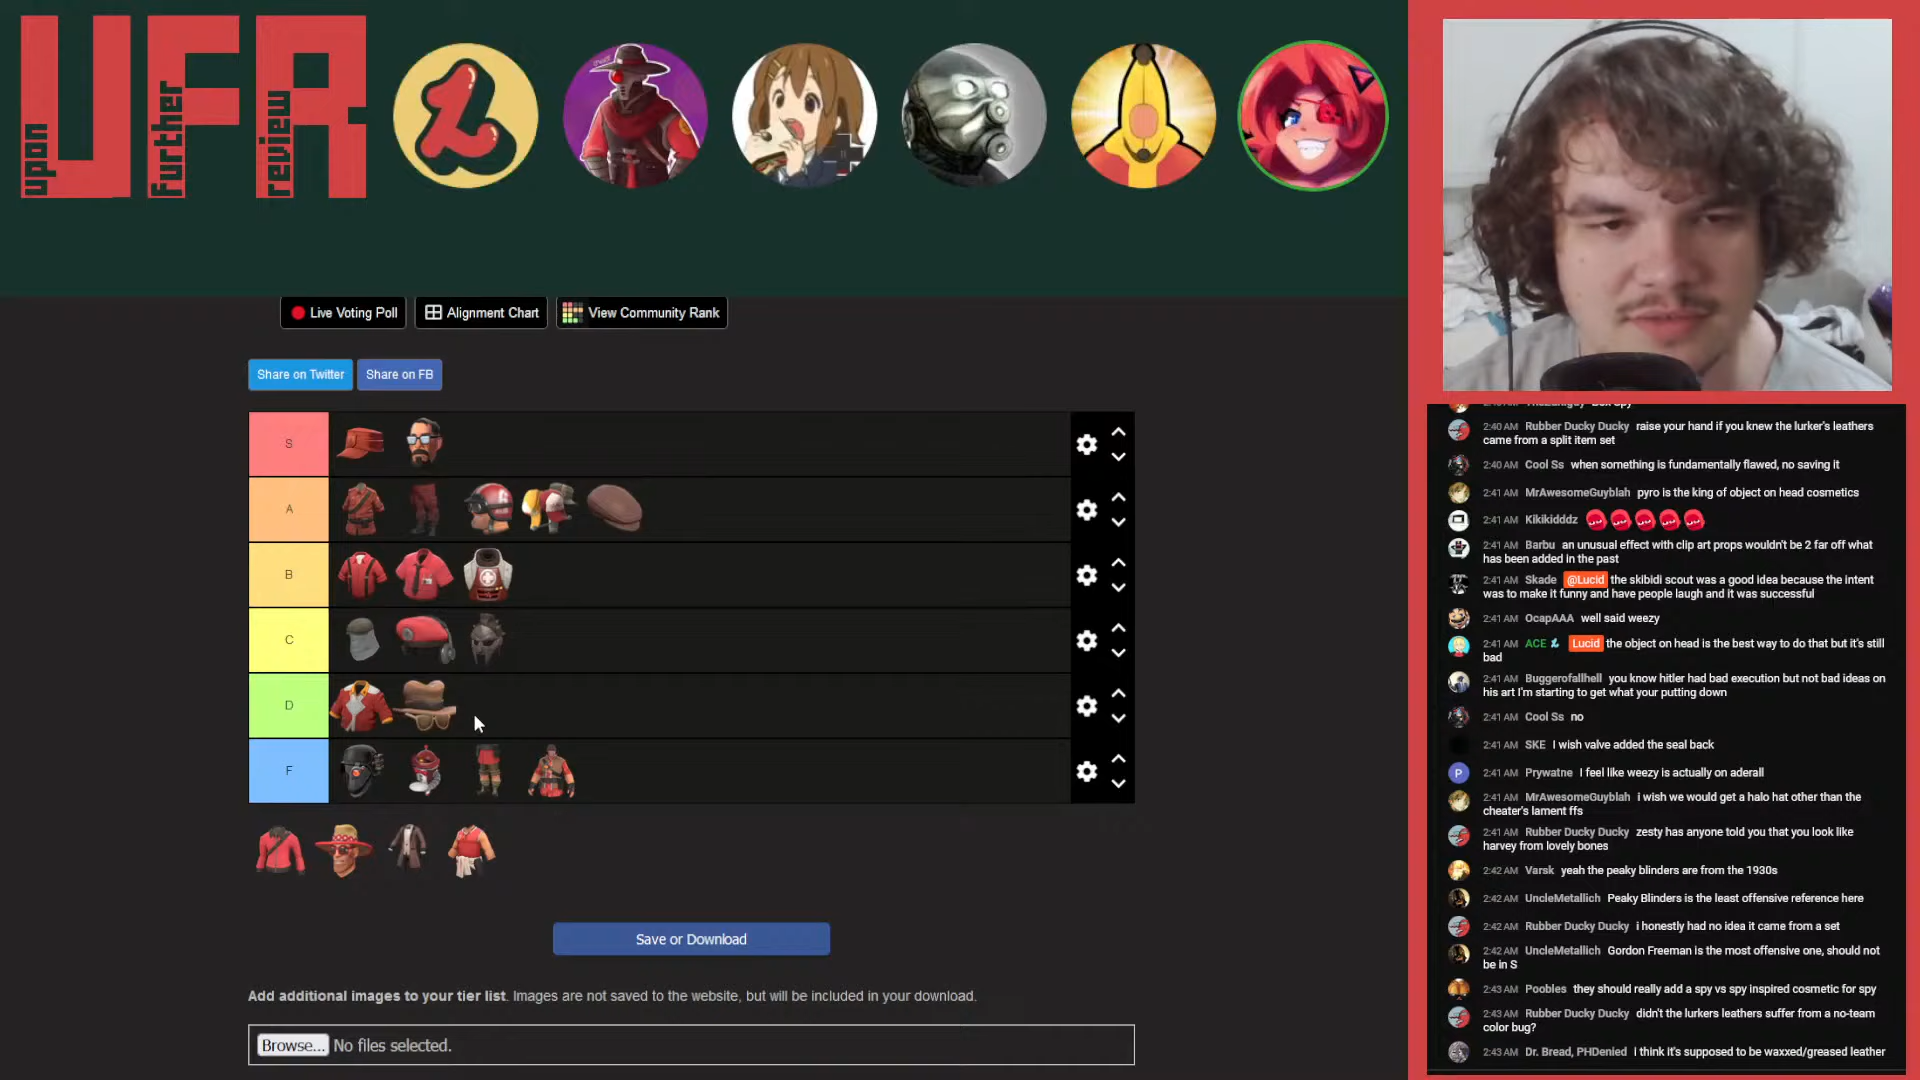 UFR
upon
further
review
Live Voting Poll
Alignment Chart
View Community Rank
Share on Twitter
Share on FB
S
A
B
C
D
F
Save or Download
Add additional images to your tier list. Images are not saved to the website, but will be included in your download.
Browse... No files selected.
2:40 AM Rubber Ducky Ducky raise your hand if you knew the lurker's leathers
came from a split item set
2:40 AM Cool Ss when something is fundamentally flawed, no saving it
2:41 AM MrAwesomeGuyblah pyro is the king of object on head cosmetics
2:41 AM Kikikidddz
2:41 AM Barbu an unusual effect with clip art props wouldn't be 2 far off what
has been added in the past
2:41 AM Skade @Lucid the skibidi scout was a good idea because the intent
was to make it funny and have people laugh and it was successful
2:41 AM OcapAAA well said weezy
2:41 AM ACE Lucid the object on head is the best way to do that but it's still
bad
2:41 AM Buggerofallhell you know hitler had bad execution but not bad ideas on
his art I'm starting to get what your putting down
2:41 AM Cool Ss no
2:41 AM SKE I wish valve added the seal back
P
2:41 AM Prywatne I feel like weezy is actually on aderall
2:41 AM MrAwesomeGuyblah i wish we would get a halo hat other than the
cheater's lament ffs
2:41 AM Rubber Ducky Ducky zesty has anyone told you that you look like
harvey from lovely bones
2:42 AM Varsk yeah the peaky blinders are from the 1930s
2:42 AM UncleMetallich Peaky Blinders is the least offensive reference here
2:42 AM Rubber Ducky Ducky i honestly had no idea it came from a set
2:42 AM UncleMetallich Gordon Freeman is the most offensive one, should not
be in S
2:43 AM Poobles they should really add a spy vs spy inspired cosmetic for spy
2:43 AM Rubber Ducky Ducky didn't the lurkers leathers suffer from a no-team
color bug?
2:43 AM Dr. Bread, PHDenied I think it's supposed to be waxxed/greased leather